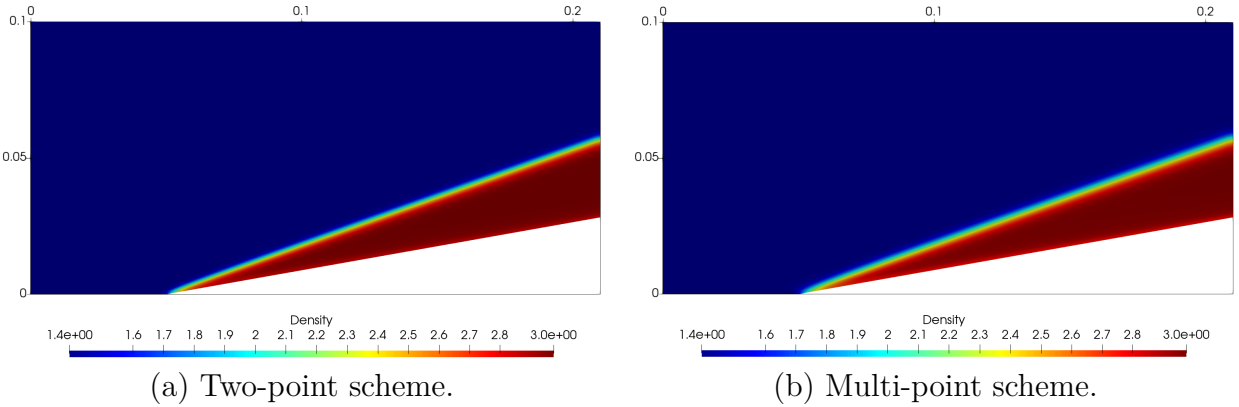 0 0.1 0.2
0.1
0.05
0
Density
1.4e+00 1.6 1.7 1.8 1.9 2 2.1 2.2 2.3 2.4 2.5 2.6 2.7 2.8 3.0e+00
(a) Two-point scheme.
0 0.1 0.2
0.1
0.05
0
Density
1.4e+00 1.6 1.7 1.8 1.9 2 2.1 2.2 2.3 2.4 2.5 2.6 2.7 2.8 3.0e+00
(b) Multi-point scheme.